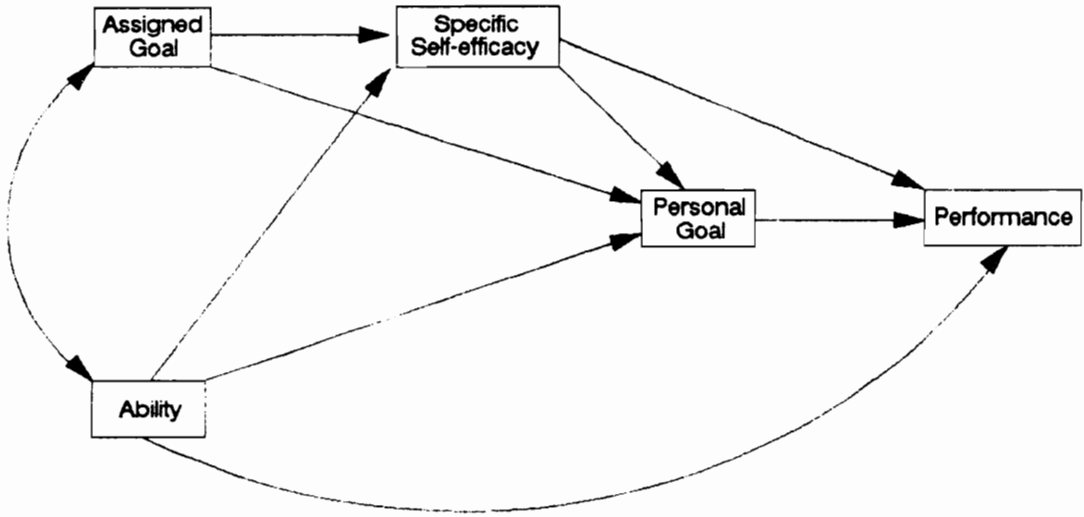 Assigned
Goal
Specific
Self-efficacy
Personal
Goal
Performance
Ability